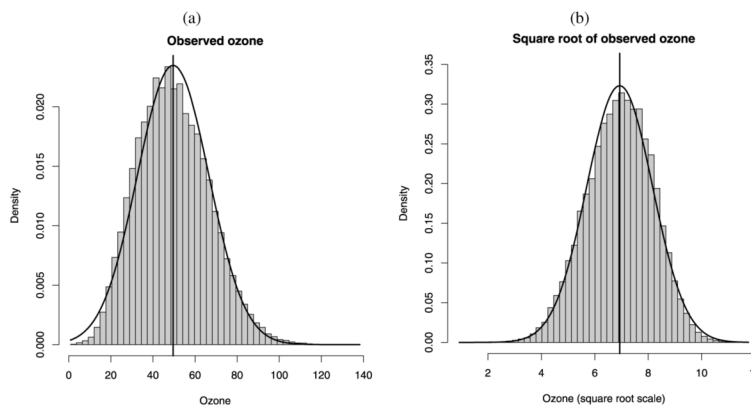 (a)
Observed ozone
Density
0.000
0.005
0.010
0.015
0.020
0 20 40 60 80 100 120 140
Ozone
(b)
Square root of observed ozone
Density
0.00
0.05
0.10
0.15
0.20
0.25
0.30
0.35
2 4 6 8 10
Ozone (square root scale)